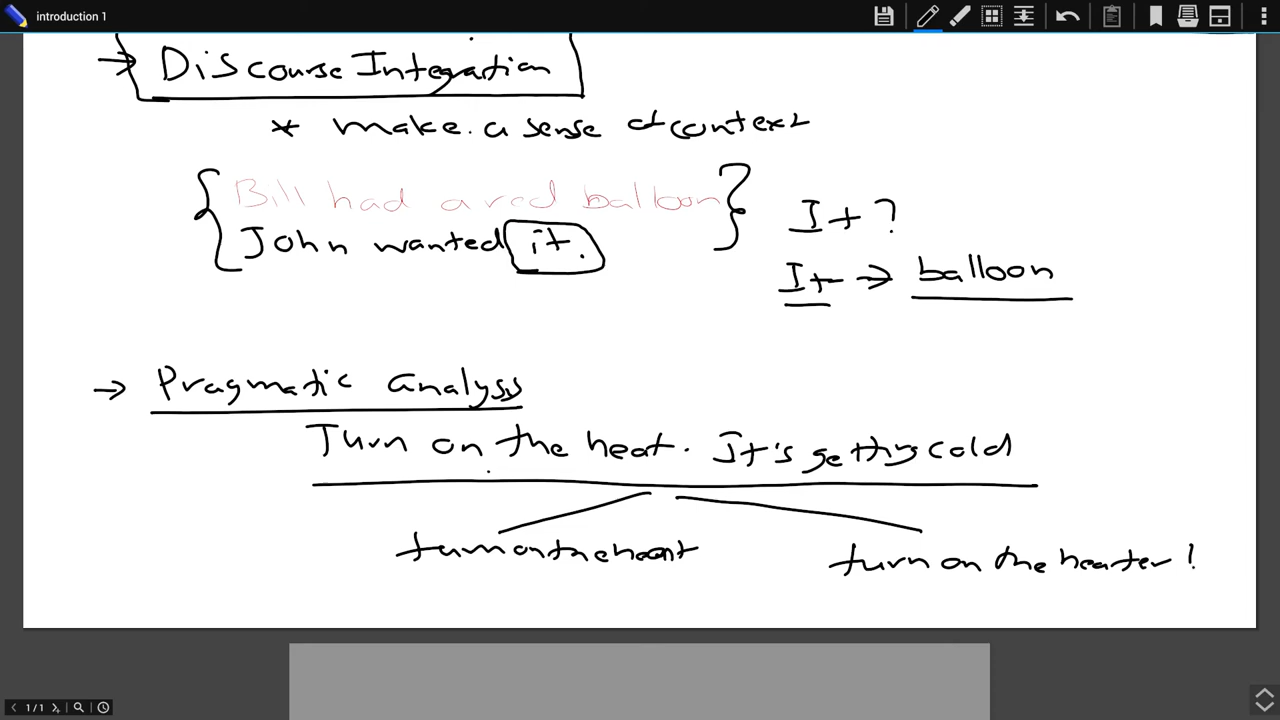 introduction 1
→ Discourse Integration
* make a sense of context
{ Bill had a red balloon }
John wanted it.
It ?
It → balloon
→ Pragmatic analysis
Turn on the heat. It's getting cold
turn on the heat
turn on the heater !
1/1